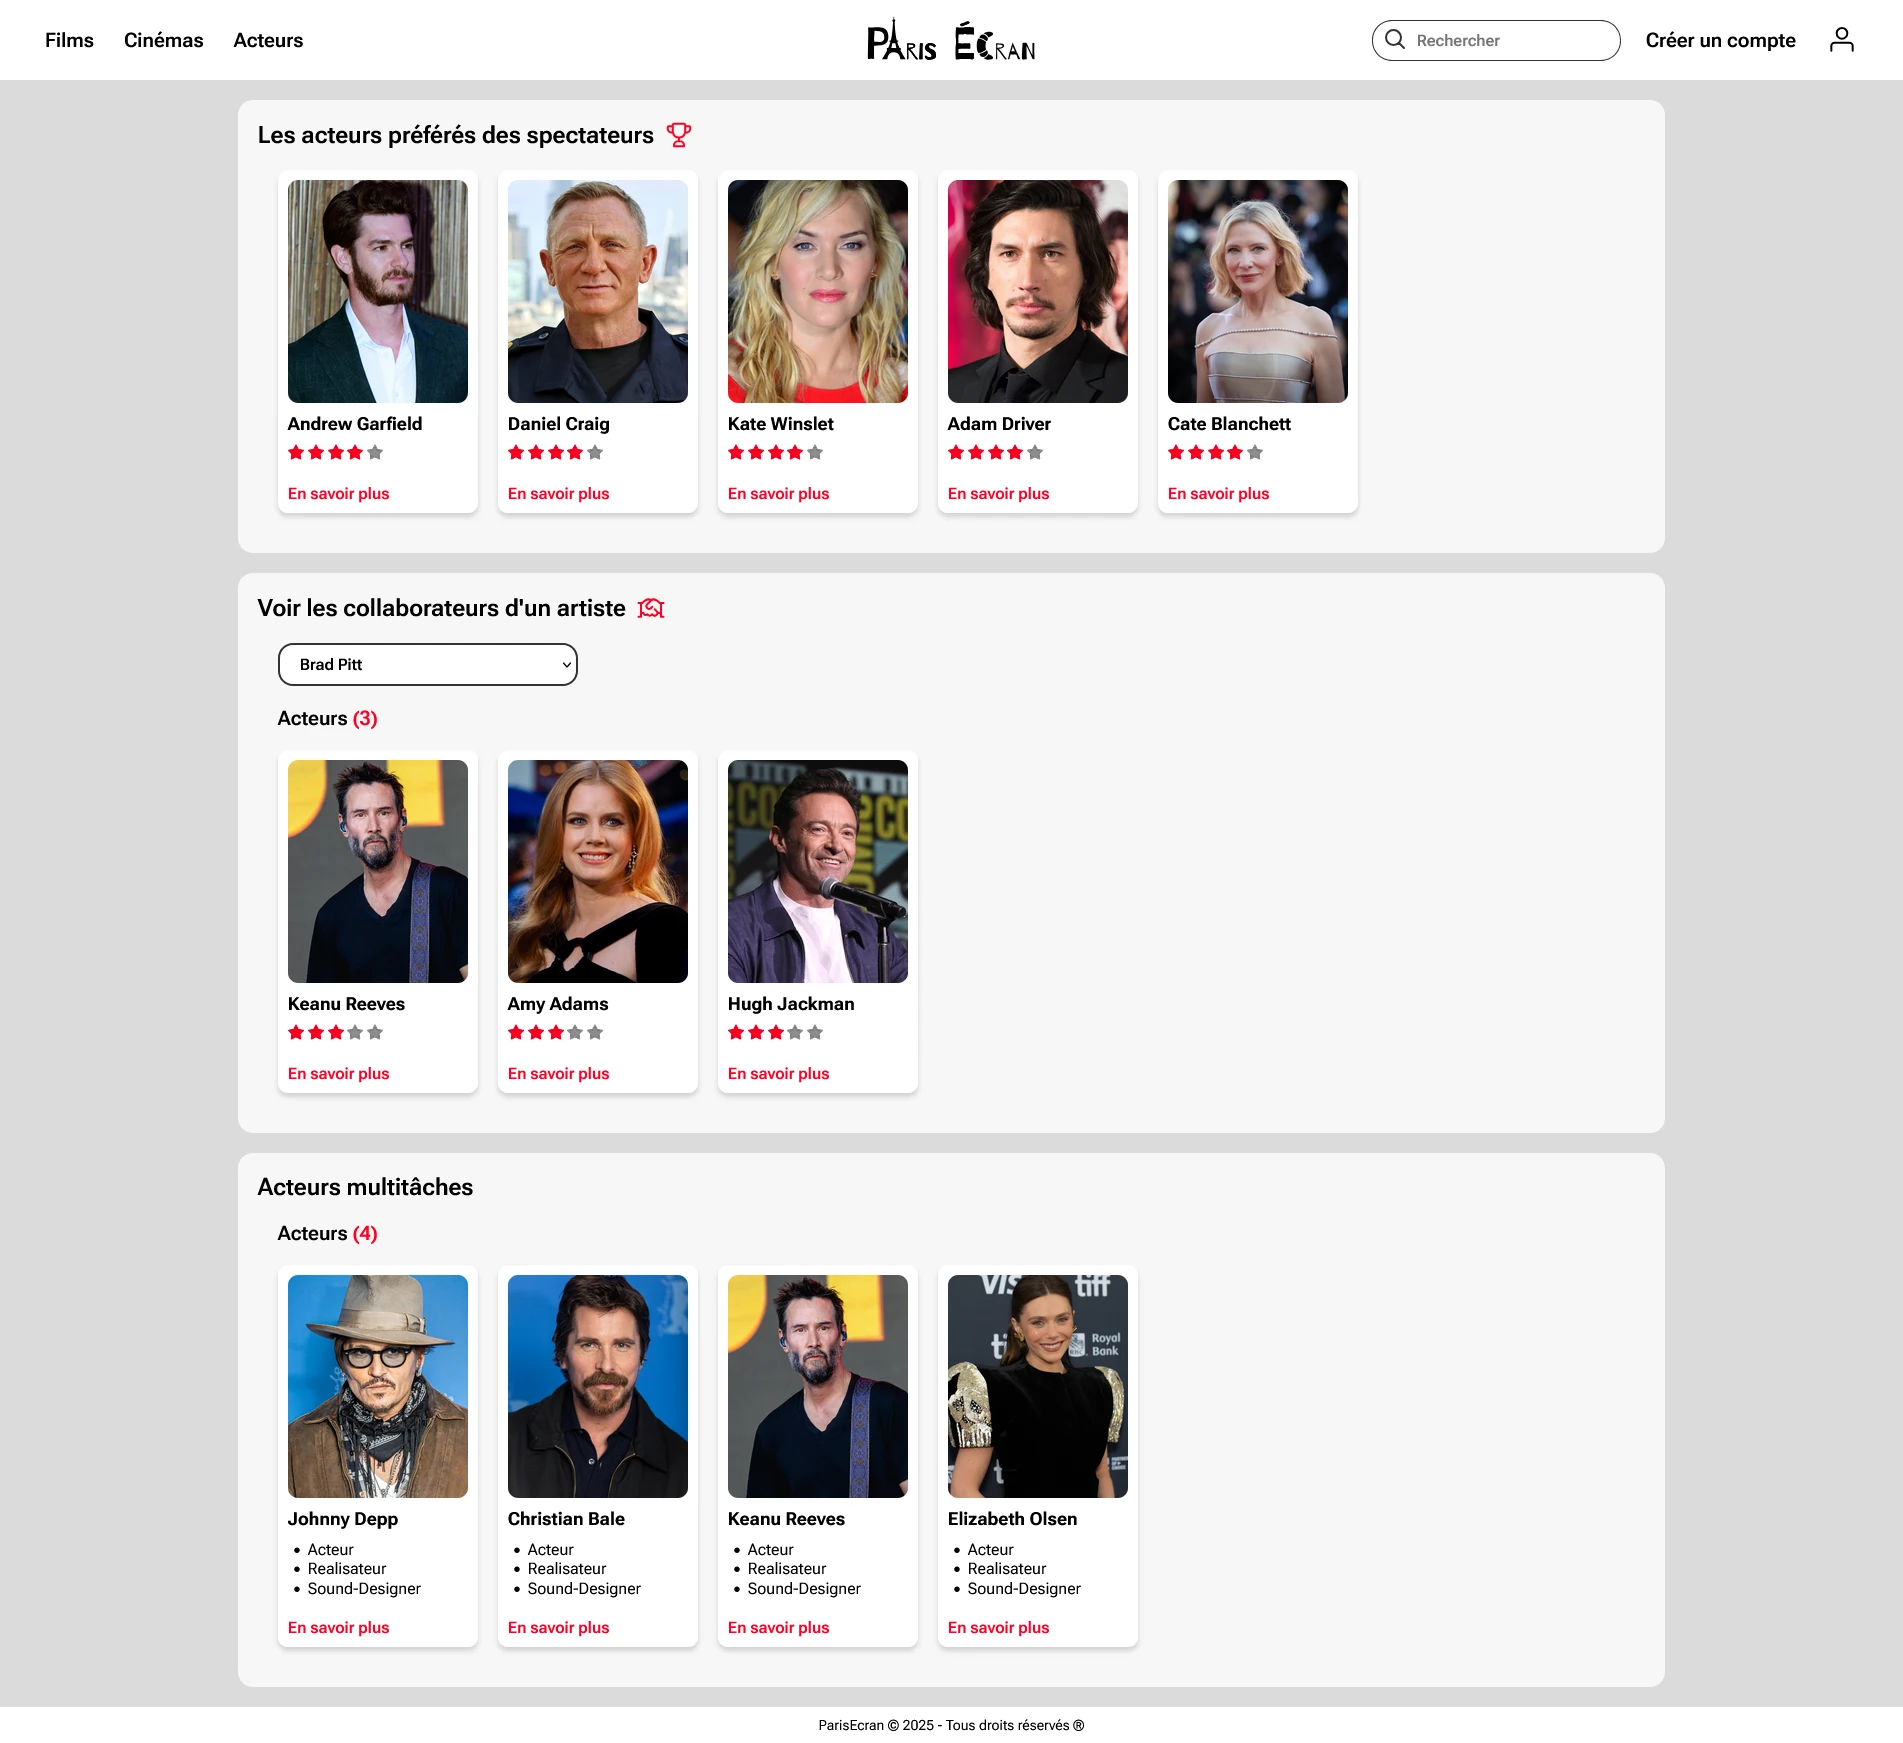 Films Cinémas Acteurs
PARIS ÉCRAN
Rechercher
Créer un compte
Les acteurs préférés des spectateurs
Andrew Garfield
En savoir plus
Daniel Craig
En savoir plus
Kate Winslet
En savoir plus
Adam Driver
En savoir plus
Cate Blanchett
En savoir plus
Voir les collaborateurs d'un artiste
Brad Pitt
Acteurs (3)
Keanu Reeves
En savoir plus
Amy Adams
En savoir plus
Hugh Jackman
En savoir plus
Acteurs multitâches
Acteurs (4)
Johnny Depp
• Acteur
• Realisateur
• Sound-Designer
En savoir plus
Christian Bale
• Acteur
• Realisateur
• Sound-Designer
En savoir plus
Keanu Reeves
• Acteur
• Realisateur
• Sound-Designer
En savoir plus
tiff
Royal
Bank
Elizabeth Olsen
• Acteur
• Realisateur
• Sound-Designer
En savoir plus
ParisEcran © 2025 - Tous droits réservés ®